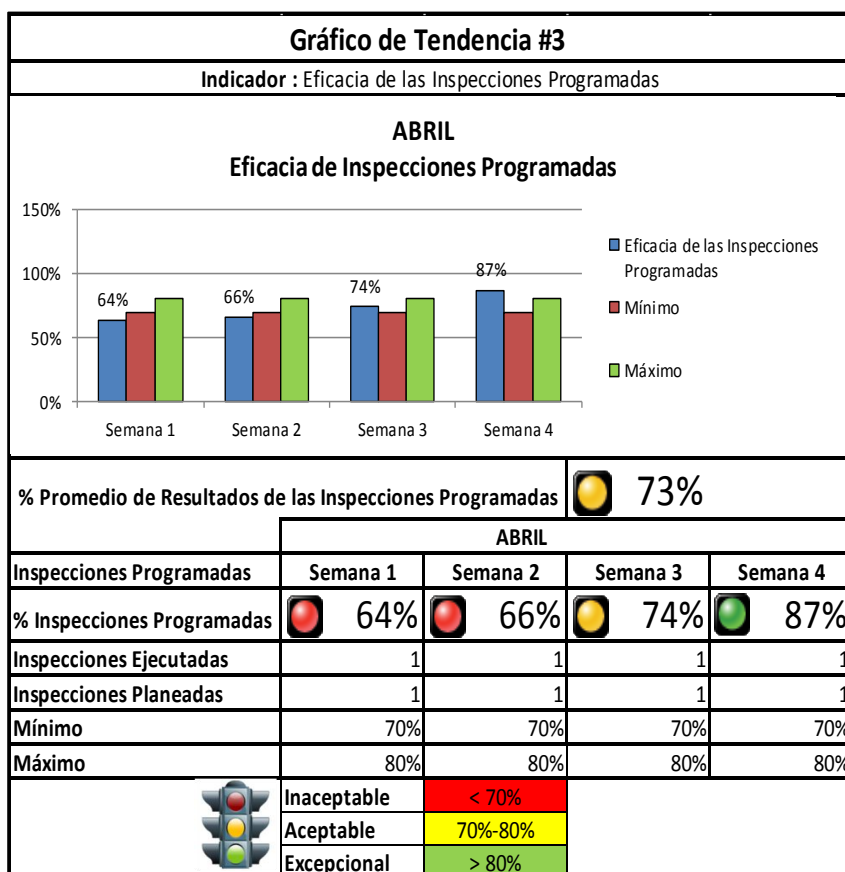 Gráfico de Tendencia #3
Indicador : Eficacia de las Inspecciones Programadas
ABRIL
Eficacia de Inspecciones Programadas
150%
100%
50%
0%
64%
66%
74%
87%
Semana 1
Semana 2
Semana 3
Semana 4
Eficacia de las Inspecciones
Programadas
Mínimo
Máximo
% Promedio de Resultados de las Inspecciones Programadas 73%
ABRIL
Inspecciones Programadas Semana 1 Semana 2 Semana 3 Semana 4
% Inspecciones Programadas 64% 66% 74% 87%
Inspecciones Ejecutadas 1 1 1 1
Inspecciones Planeadas 1 1 1 1
Mínimo 70% 70% 70% 70%
Máximo 80% 80% 80% 80%
Inaceptable < 70%
Aceptable 70%-80%
Excepcional > 80%